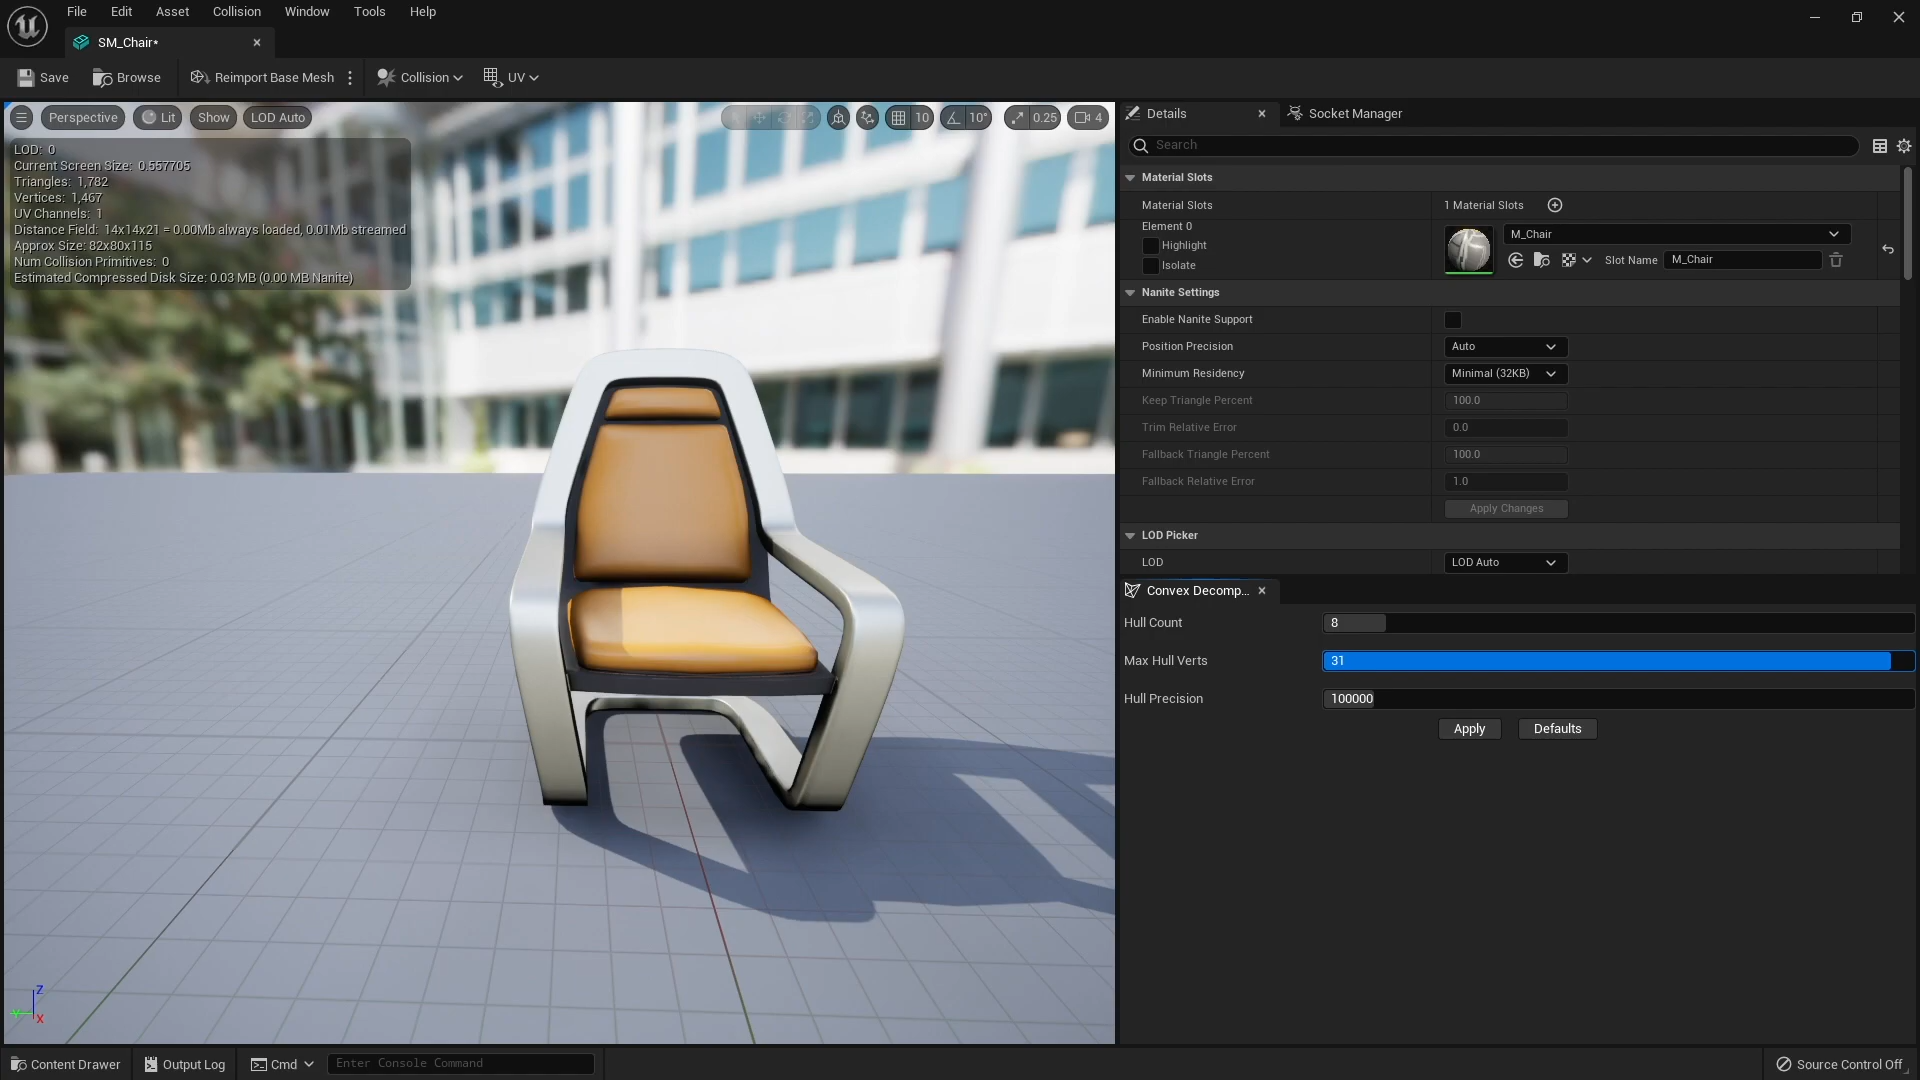 File Edit Asset Collision Window Tools Help
SM_Chair*
Save Browse Reimport Base Mesh Collision UV
Perspective Lit Show LOD Auto 10 10° 0.25 4
LOD: 0
Current Screen Size: 0.557705
Triangles: 1,782
Vertices: 1,467
UV Channels: 1
Distance Field: 14x14x21 = 0.00Mb always loaded, 0.01Mb streamed
Approx Size: 82x80x115
Num Collision Primitives: 0
Estimated Compressed Disk Size: 0.03 MB (0.00 MB Nanite)
Z
Y
X
Details Socket Manager
Search
Material Slots
Material Slots 1 Material Slots
Element 0
Highlight
Isolate
M_Chair
Slot Name M_Chair
Nanite Settings
Enable Nanite Support
Position Precision Auto
Minimum Residency Minimal (32KB)
Keep Triangle Percent 100.0
Trim Relative Error 0.0
Fallback Triangle Percent 100.0
Fallback Relative Error 1.0
Apply Changes
LOD Picker
LOD LOD Auto
Convex Decomp...
Hull Count 8
Max Hull Verts 31
Hull Precision 100000
Apply Defaults
Content Drawer Output Log Cmd Enter Console Command Source Control Off